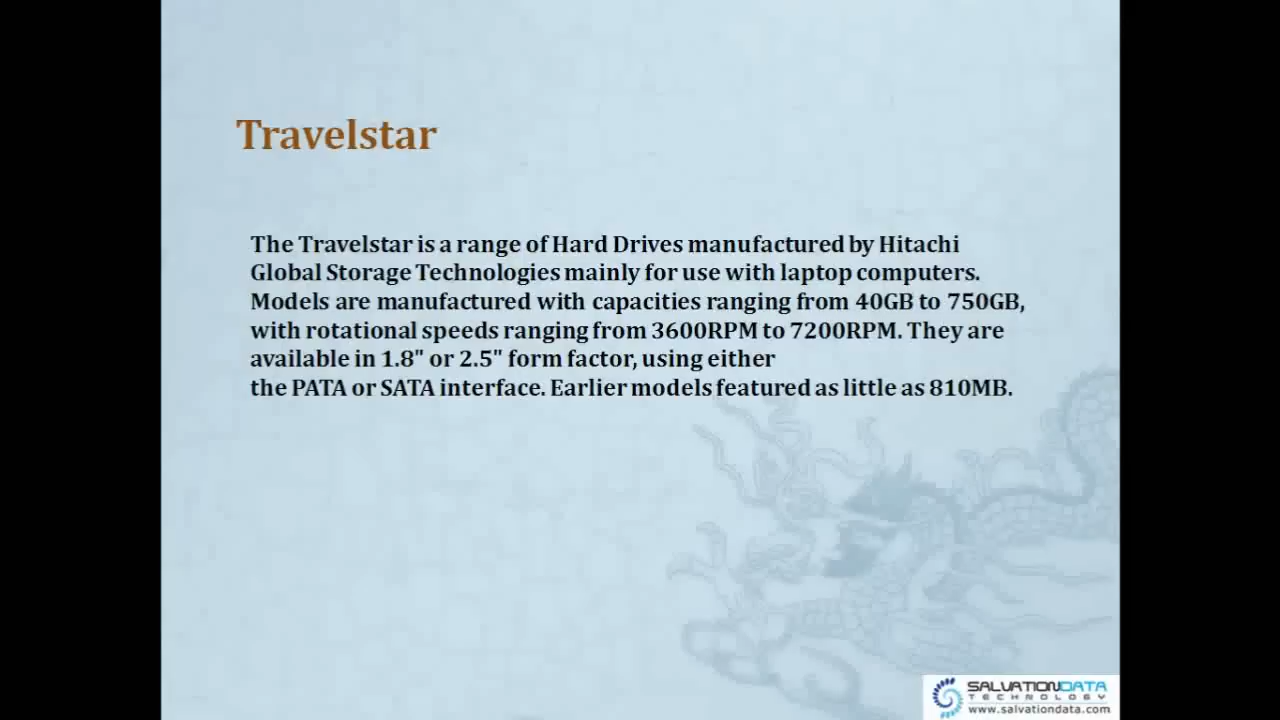 Travelstar
The Travelstar is a range of Hard Drives manufactured by Hitachi
Global Storage Technologies mainly for use with laptop computers.
Models are manufactured with capacities ranging from 40GB to 750GB,
with rotational speeds ranging from 3600RPM to 7200RPM. They are
available in 1.8" or 2.5" form factor, using either
the PATA or SATA interface. Earlier models featured as little as 810MB.
SALVATIONDATA
TECHNOLOGY
www.salvationdata.com